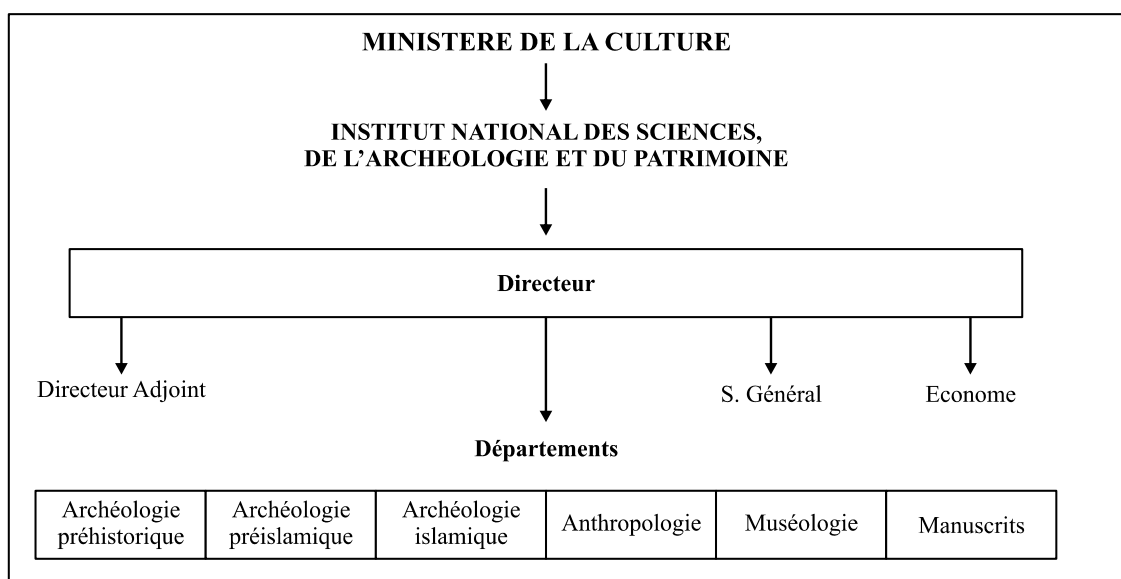 MINISTERE DE LA CULTURE
INSTITUT NATIONAL DES SCIENCES,
DE L’ARCHEOLOGIE ET DU PATRIMOINE
Directeur
Directeur Adjoint
S. Général
Econome
Départements
Archéologie
préhistorique
Archéologie
préislamique
Archéologie
islamique
Anthropologie
Muséologie
Manuscrits